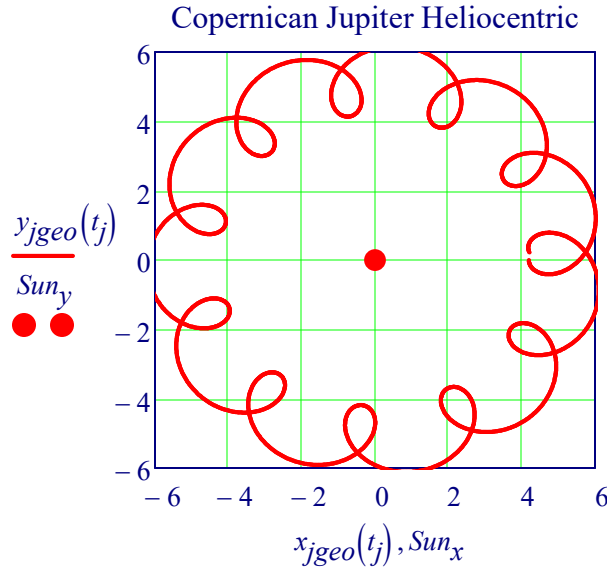 Copernican Jupiter Heliocentric
6
4
2
0
−2
−4
−6
y_jgeo(t_j)
Sun_y
−6 −4 −2 0 2 4 6
x_jgeo(t_j), Sun_x